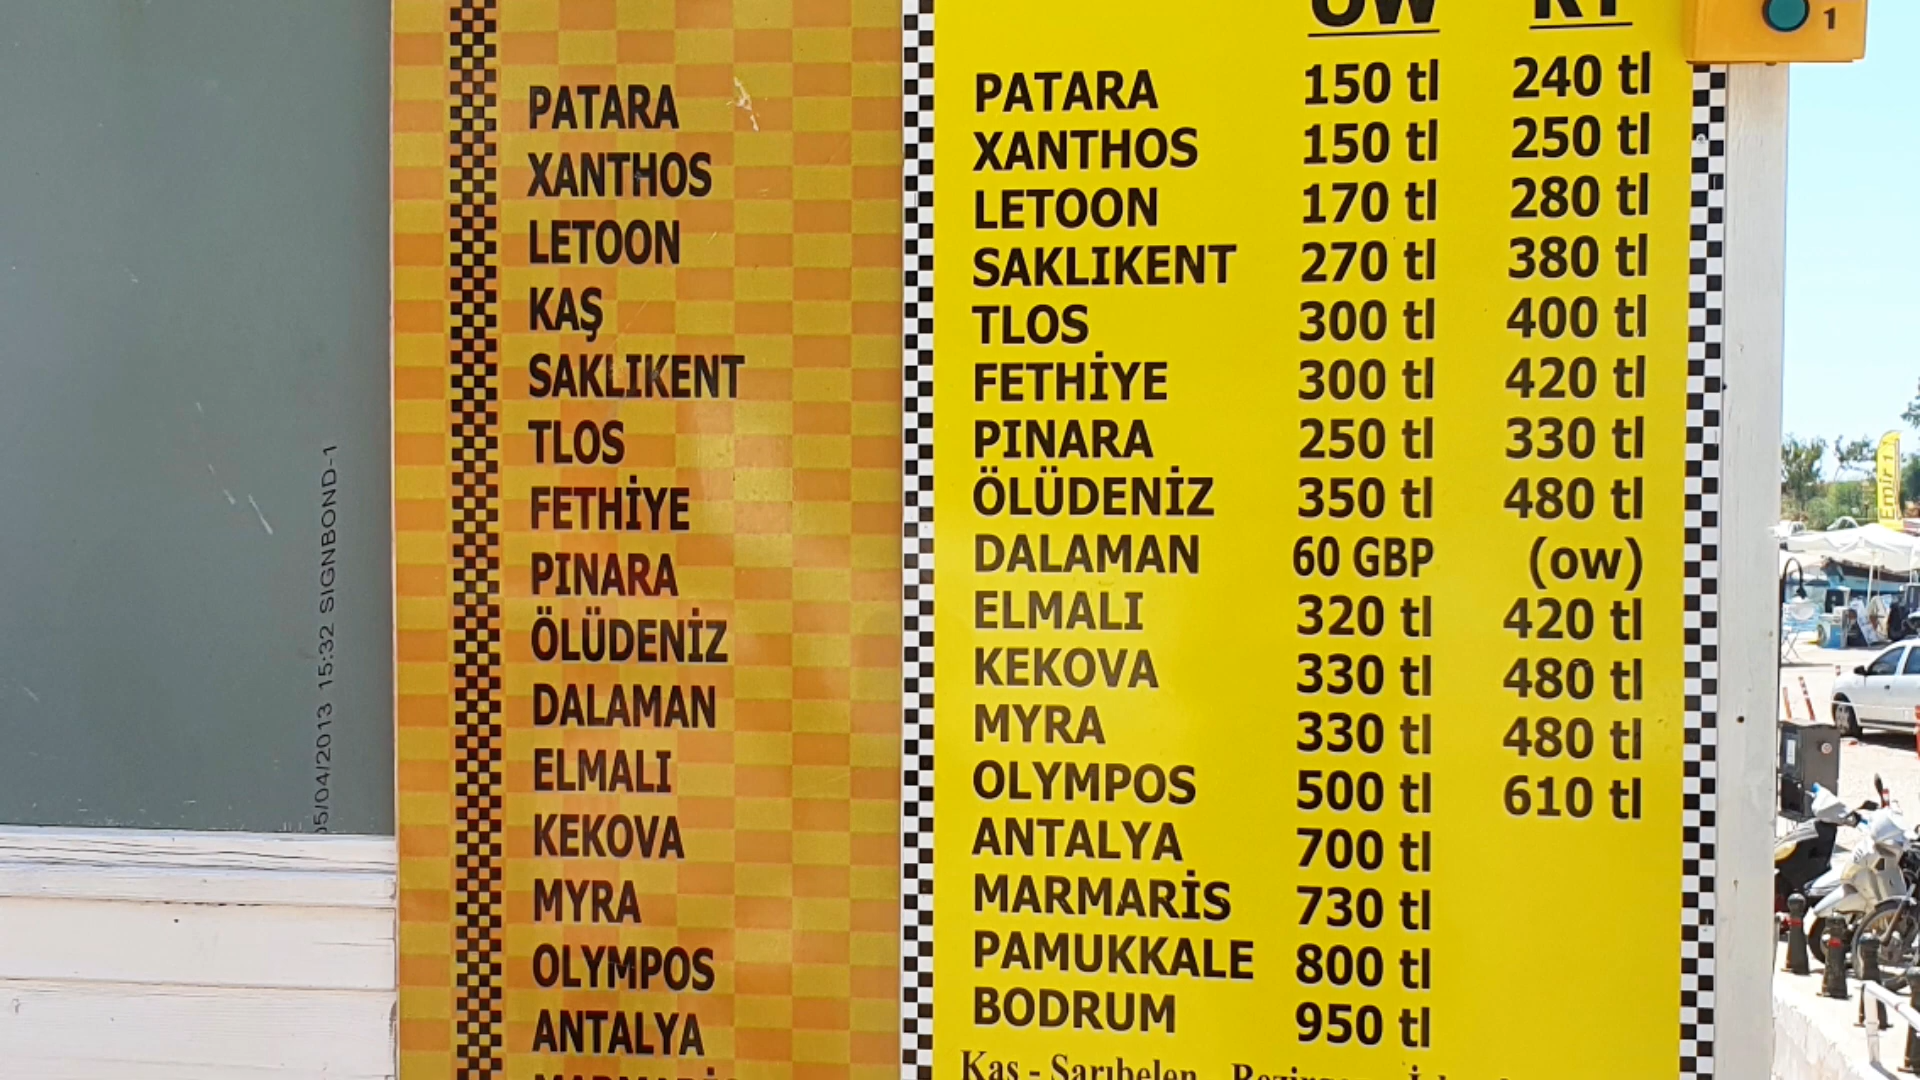 05/04/2013 15:32 SIGNBOND-1
PATARA
XANTHOS
LETOON
KAŞ
SAKLIKENT
TLOS
FETHİYE
PINARA
ÖLÜDENİZ
DALAMAN
ELMALI
KEKOVA
MYRA
OLYMPOS
ANTALYA
MARMARİS
OW RT
PATARA 150 tl 240 tl
XANTHOS 150 tl 250 tl
LETOON 170 tl 280 tl
SAKLIKENT 270 tl 380 tl
TLOS 300 tl 400 tl
FETHİYE 300 tl 420 tl
PINARA 250 tl 330 tl
ÖLÜDENİZ 350 tl 480 tl
DALAMAN 60 GBP (ow)
ELMALI 320 tl 420 tl
KEKOVA 330 tl 480 tl
MYRA 330 tl 480 tl
OLYMPOS 500 tl 610 tl
ANTALYA 700 tl
MARMARİS 730 tl
PAMUKKALE 800 tl
BODRUM 950 tl
Kaş - Sarıbelen
1
Emir 1